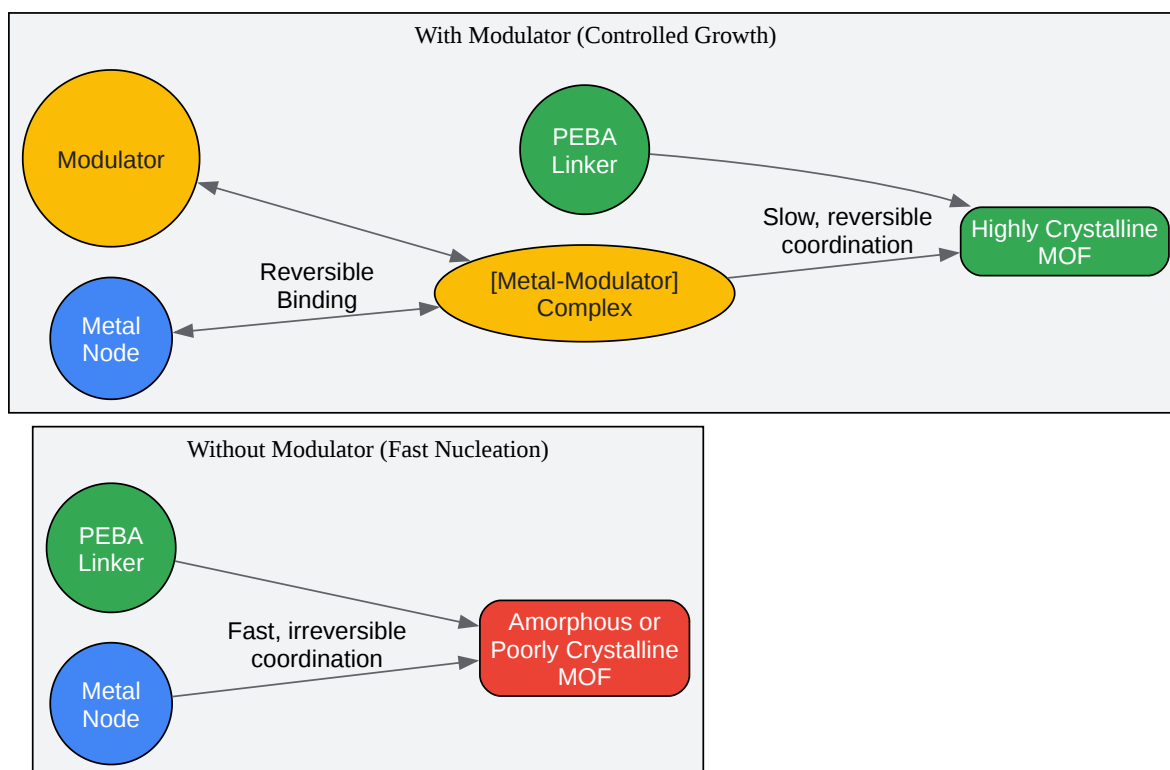 With Modulator (Controlled Growth)
Modulator
PEBA
Linker
Slow, reversible
coordination
Highly Crystalline
MOF
Reversible
Binding
[Metal-Modulator]
Complex
Metal
Node
Without Modulator (Fast Nucleation)
PEBA
Linker
Fast, irreversible
coordination
Amorphous or
Poorly Crystalline
MOF
Metal
Node